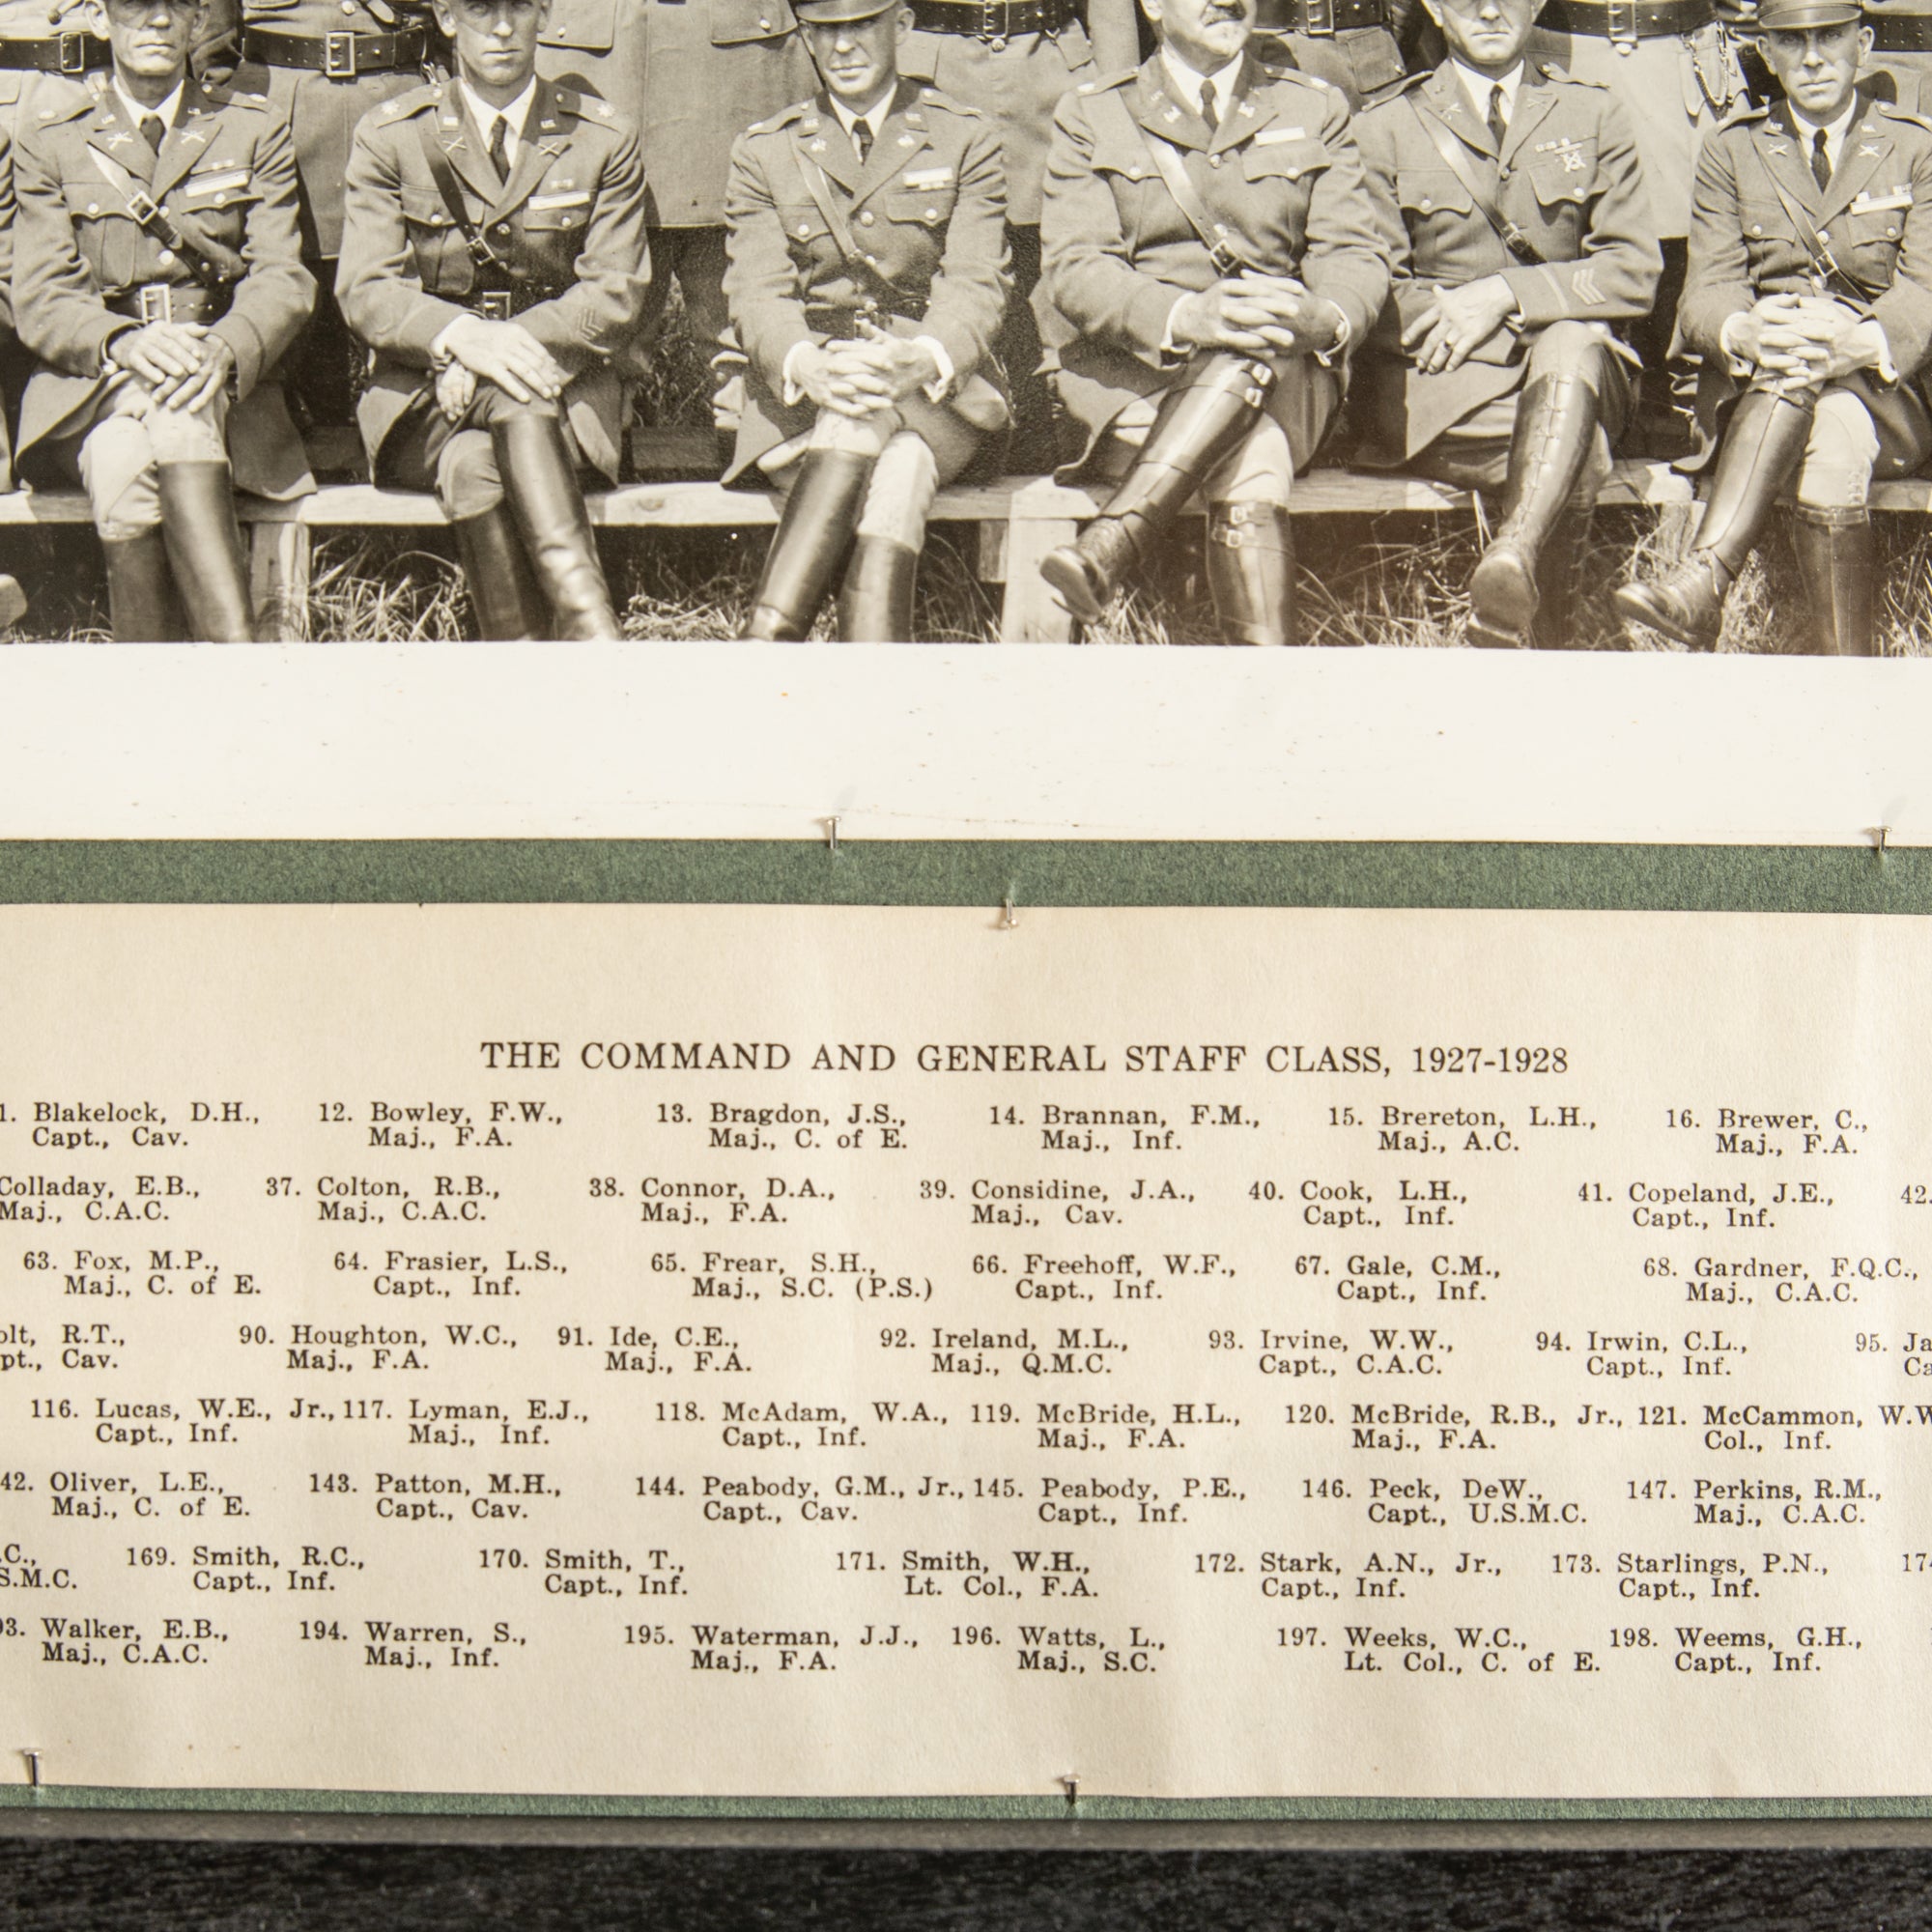 THE COMMAND AND GENERAL STAFF CLASS, 1927-1928
1. Blakelock, D.H., 12. Bowley, F.W., 13. Bragdon, J.S., 14. Brannan, F.M., 15. Brereton, L.H., 16. Brewer, C.,
Capt., Cav. Maj., F.A. Maj., C. of E. Maj., Inf. Maj., A.C. Maj., F.A.
Colladay, E.B., 37. Colton, R.B., 38. Connor, D.A., 39. Considine, J.A., 40. Cook, L.H., 41. Copeland, J.E., 42.
Maj., C.A.C. Maj., C.A.C. Maj., F.A. Maj., Cav. Capt., Inf. Capt., Inf.
63. Fox, M.P., 64. Frasier, L.S., 65. Frear, S.H., 66. Freehoff, W.F., 67. Gale, C.M., 68. Gardner, F.Q.C.,
Maj., C. of E. Capt., Inf. Maj., S.C. (P.S.) Capt., Inf. Capt., Inf. Maj., C.A.C.
olt, R.T., 90. Houghton, W.C., 91. Ide, C.E., 92. Ireland, M.L., 93. Irvine, W.W., 94. Irwin, C.L., 95. Ja
pt., Cav. Maj., F.A. Maj., F.A. Maj., Q.M.C. Capt., C.A.C. Capt., Inf. Ca
116. Lucas, W.E., Jr., 117. Lyman, E.J., 118. McAdam, W.A., 119. McBride, H.L., 120. McBride, R.B., Jr., 121. McCammon, W.W
Capt., Inf. Maj., Inf. Capt., Inf. Maj., F.A. Maj., F.A. Col., Inf.
42. Oliver, L.E., 143. Patton, M.H., 144. Peabody, G.M., Jr., 145. Peabody, P.E., 146. Peck, DeW., 147. Perkins, R.M.,
Maj., C. of E. Capt., Cav. Capt., Cav. Capt., Inf. Capt., U.S.M.C. Maj., C.A.C.
.C., 169. Smith, R.C., 170. Smith, T., 171. Smith, W.H., 172. Stark, A.N., Jr., 173. Starlings, P.N., 174
S.M.C. Capt., Inf. Capt., Inf. Lt. Col., F.A. Capt., Inf. Capt., Inf.
93. Walker, E.B., 194. Warren, S., 195. Waterman, J.J., 196. Watts, L., 197. Weeks, W.C., 198. Weems, G.H.,
Maj., C.A.C. Maj., Inf. Maj., F.A. Maj., S.C. Lt. Col., C. of E. Capt., Inf.